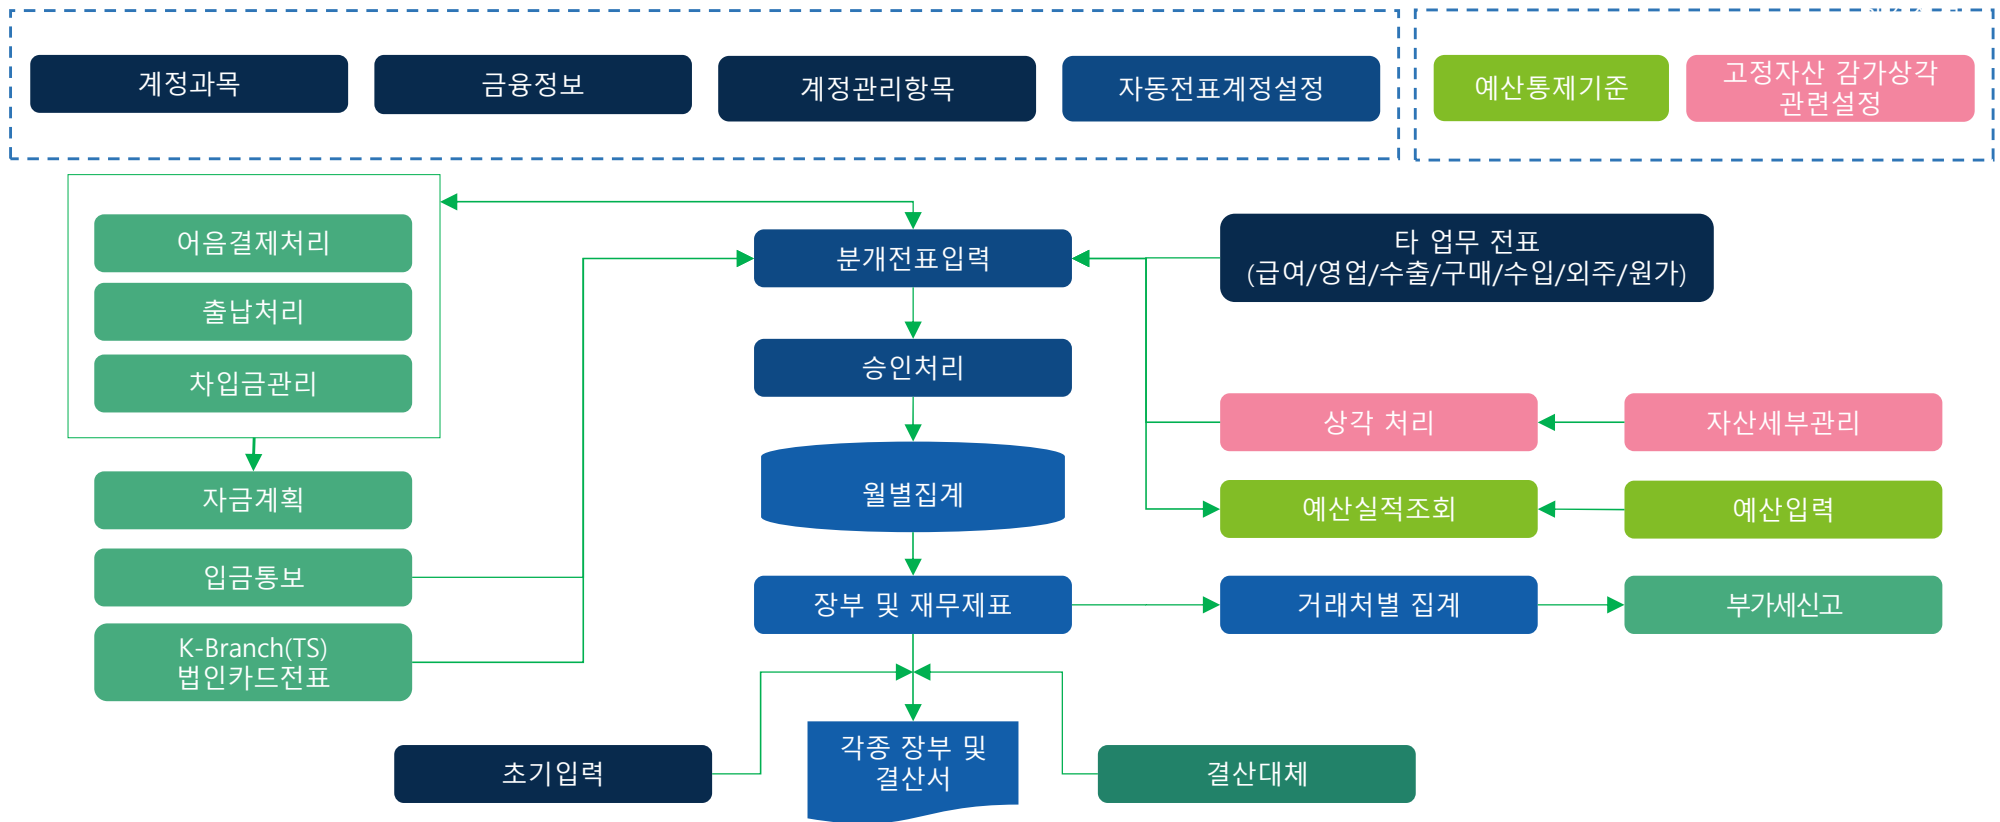 계정과목
금융정보
계정관리항목
자동전표계정설정
예산통제기준
고정자산 감가상각
관련설정
어음결제처리
출납처리
차입금관리
자금계획
입금통보
K-Branch(TS)
법인카드전표
분개전표입력
승인처리
월별집계
장부 및 재무제표
타 업무 전표
(급여/영업/수출/구매/수입/외주/원가)
상각 처리
자산세부관리
예산실적조회
예산입력
거래처별 집계
부가세신고
초기입력
각종 장부 및
결산서
결산대체